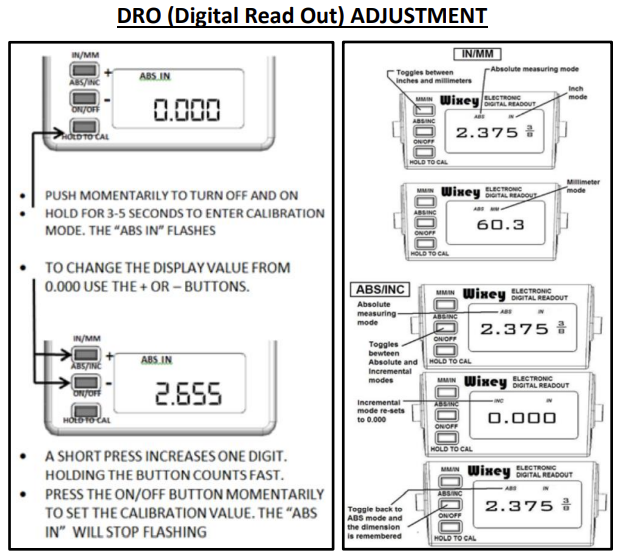 DRO (Digital Read Out) ADJUSTMENT
IN/MM
+
ABS/INC
-
ON/OFF
HOLD TO CAL
ABS IN
0.000
• PUSH MOMENTARILY TO TURN OFF AND ON
• HOLD FOR 3-5 SECONDS TO ENTER CALIBRATION
MODE. THE “ABS IN” FLASHES
• TO CHANGE THE DISPLAY VALUE FROM
0.000 USE THE + OR – BUTTONS.
IN/MM
+
ABS/INC
-
ON/OFF
HOLD TO CAL
ABS IN
2.655
• A SHORT PRESS INCREASES ONE DIGIT.
HOLDING THE BUTTON COUNTS FAST.
• PRESS THE ON/OFF BUTTON MOMENTARILY
TO SET THE CALIBRATION VALUE. THE “ABS
IN” WILL STOP FLASHING
IN/MM
Toggles between
inches and millimeters
Absolute measuring mode
Inch
mode
MM/IN
Wixey ELECTRONIC
DIGITAL READOUT
ABS IN
ABS/INC
2.375 3/8
ON/OFF
HOLD TO CAL
Millimeter
mode
MM/IN
Wixey ELECTRONIC
DIGITAL READOUT
ABS MM
ABS/INC
60.3
ON/OFF
HOLD TO CAL
ABS/INC
Absolute
measuring
mode
MM/IN
Wixey ELECTRONIC
DIGITAL READOUT
ABS IN
ABS/INC
2.375 3/8
ON/OFF
HOLD TO CAL
Toggles
bewteen
Absolute and
Incremental
modes
MM/IN
Wixey ELECTRONIC
DIGITAL READOUT
INC IN
ABS/INC
0.000
ON/OFF
HOLD TO CAL
Incremental
mode re-sets
to 0.000
MM/IN
Wixey ELECTRONIC
DIGITAL READOUT
ABS IN
ABS/INC
2.375 3/8
ON/OFF
HOLD TO CAL
Toggle back to
ABS mode and
the dimension
is remembered